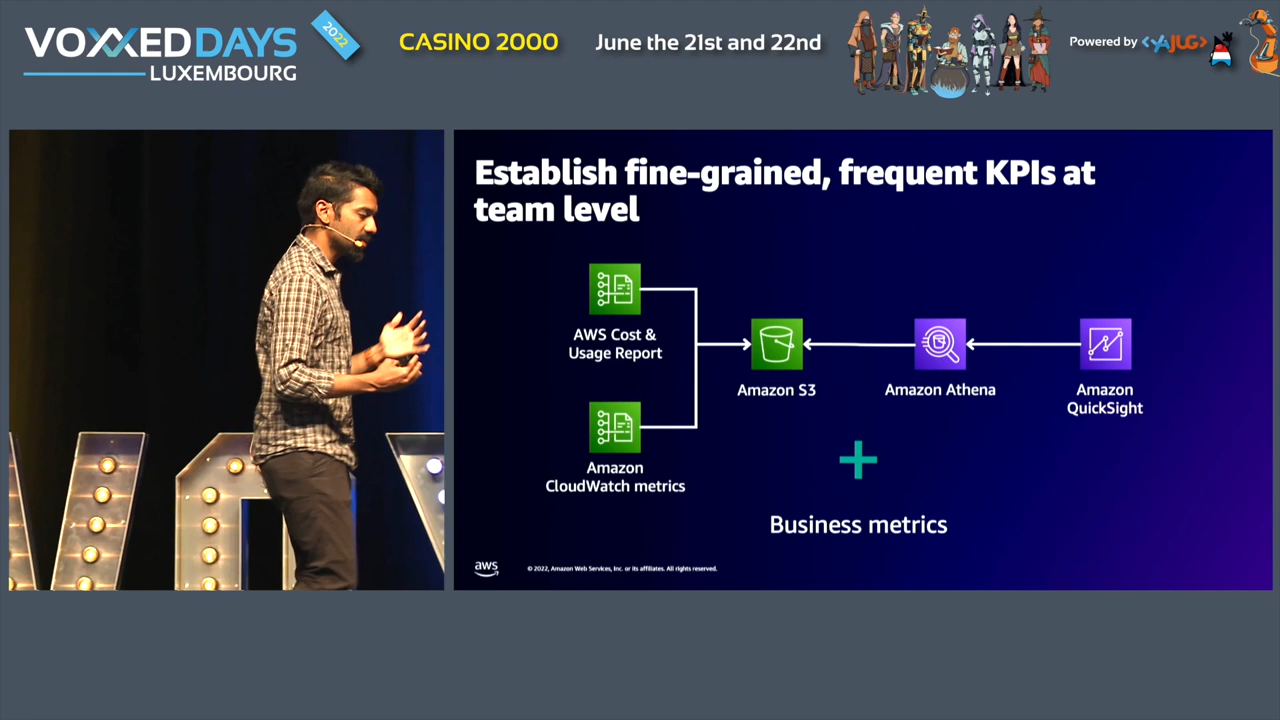 VOXXEDDAYS
LUXEMBOURG
2022
CASINO 2000
June the 21st and 22nd
Powered by <YAJUG>
Establish fine-grained, frequent KPIs at
team level
AWS Cost &
Usage Report
Amazon
CloudWatch metrics
Amazon S3
Amazon Athena
Amazon
QuickSight
+
Business metrics
aws
© 2022, Amazon Web Services, Inc. or its affiliates. All rights reserved.